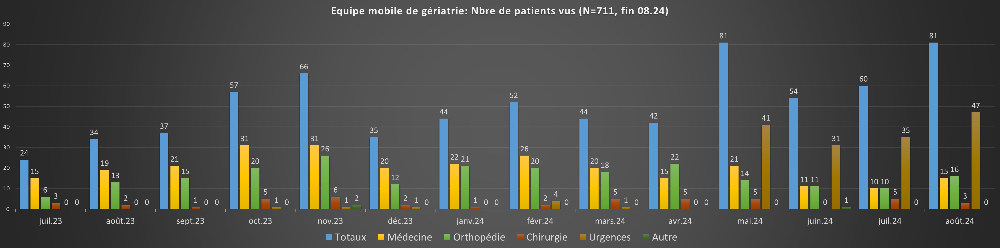 Equipe mobile de gériatrie: Nbre de patients vus (N=711, fin 08.24)
90
80
70
60
50
40
30
20
10
0
24 15 6 3 0 0
34 19 13 2 0 0
37 21 15 1 0 0
57 31 20 5 1 0
66 31 26 6 1 2
35 20 12 2 1 0
44 22 21 1 0 0
52 26 20 2 4 0
44 20 18 5 1 0
42 15 22 5 0 0
81 21 14 5 41 0
54 11 11 0 31 1
60 10 10 5 35 0
81 15 16 3 47 0
juil.23 août.23 sept.23 oct.23 nov.23 déc.23 janv.24 févr.24 mars.24 avr.24 mai.24 juin.24 juil.24 août.24
Totaux Médecine Orthopédie Chirurgie Urgences Autre